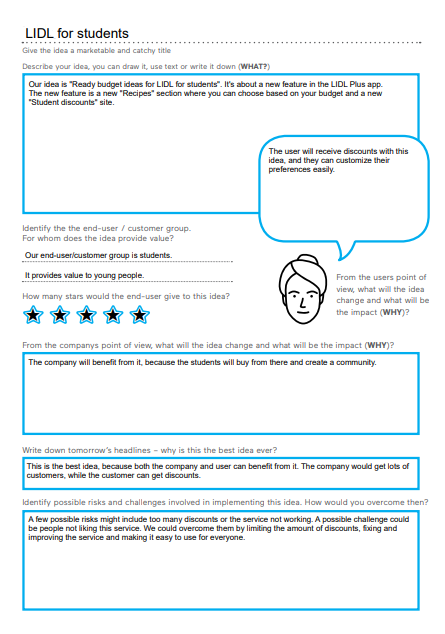 LIDL for students
Give the idea a marketable and catchy title
Describe your idea, you can draw it, use text or write it down (WHAT?)
Our idea is "Ready budget ideas for LIDL for students". It's about a new feature in the LIDL Plus app.
The new feature is a new "Recipes" section where you can choose based on your budget and a new
"Student discounts" site.
The user will receive discounts with this
idea, and they can customize their
preferences easily.
Identify the the end-user / customer group.
For whom does the idea provide value?
Our end-user/customer group is students.
It provides value to young people.
How many stars would the end-user give to this idea?
From the users point of
view, what will the idea
change and what will be
the impact (WHY)?
From the companys point of view, what will the idea change and what will be the impact (WHY)?
The company will benefit from it, because the students will buy from there and create a community.
Write down tomorrow's headlines – why is this the best idea ever?
This is the best idea, because both the company and user can benefit from it. The company would get lots of
customers, while the customer can get discounts.
Identify possible risks and challenges involved in implementing this idea. How would you overcome then?
A few possible risks might include too many discounts or the service not working. A possible challenge could
be people not liking this service. We could overcome them by limiting the amount of discounts, fixing and
improving the service and making it easy to use for everyone.